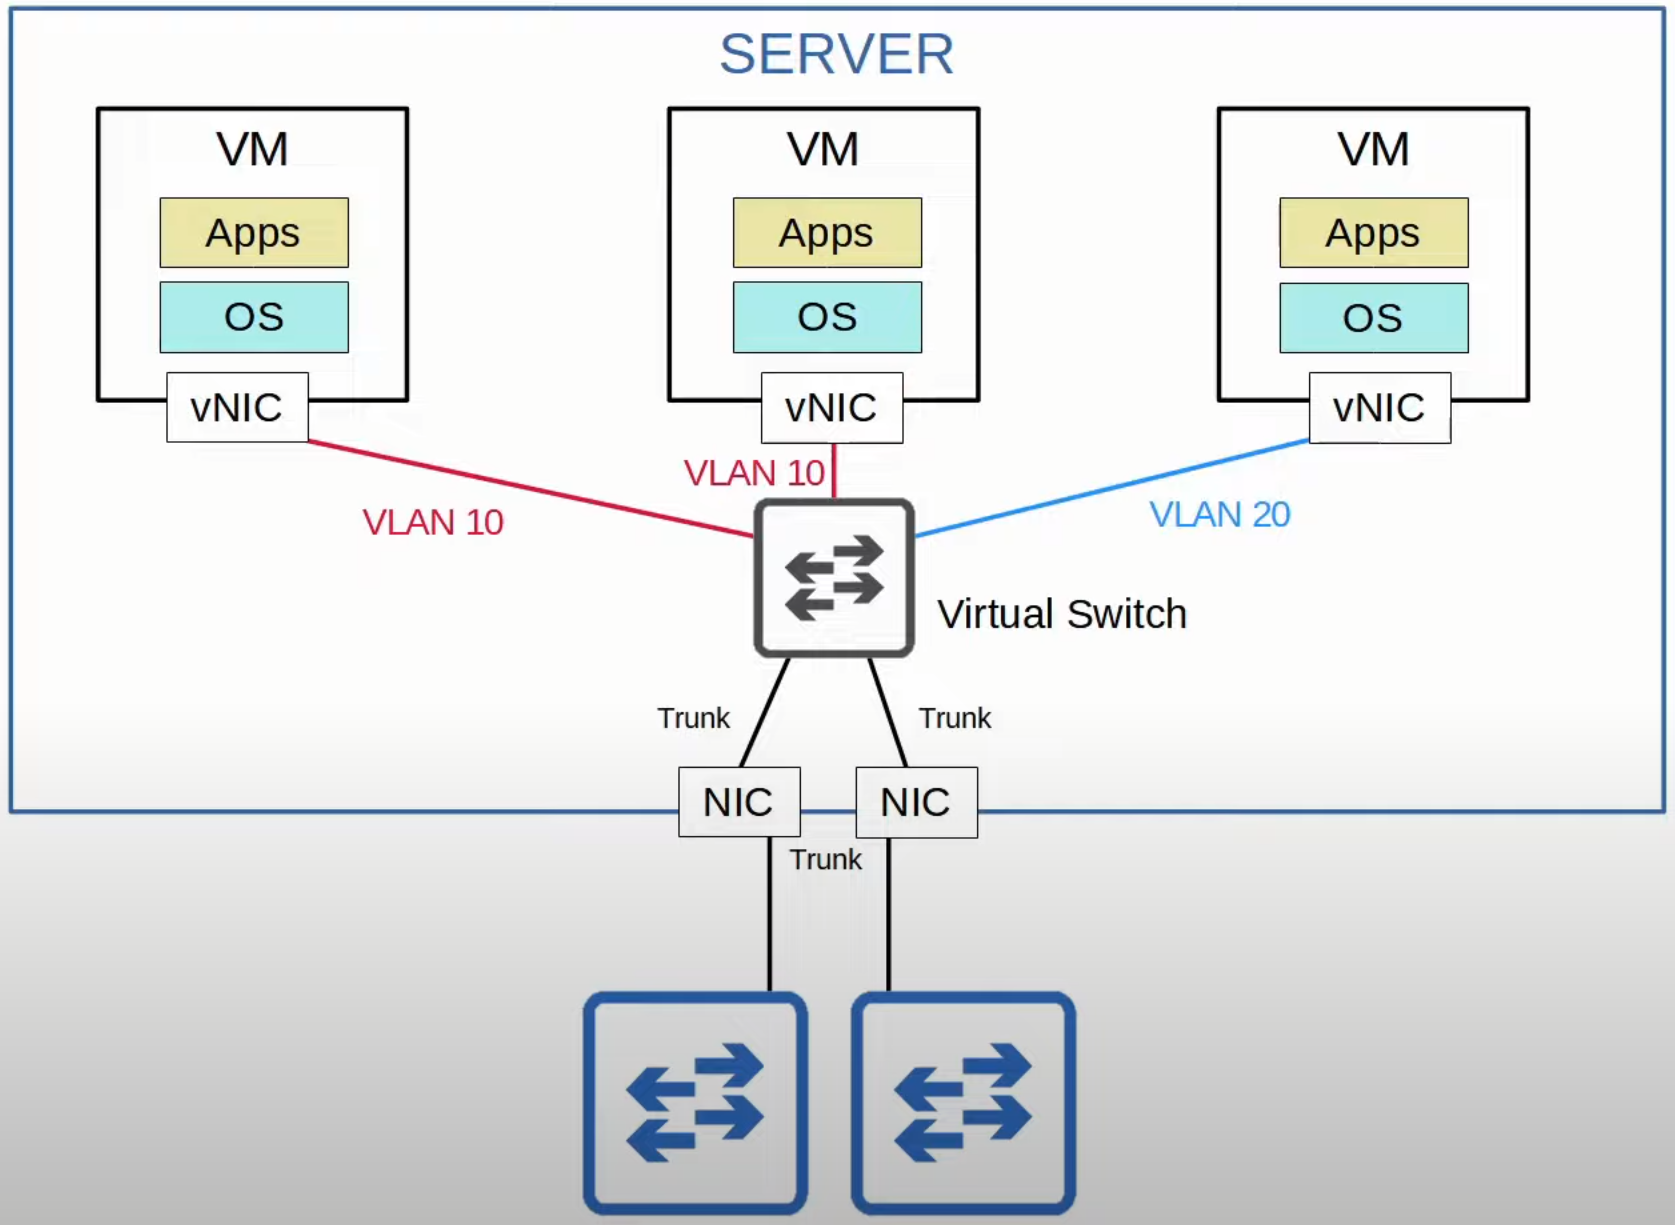 SERVER
VM
VM
VM
Apps
Apps
Apps
OS
OS
OS
vNIC
vNIC
vNIC
VLAN 10
VLAN 10
VLAN 20
Virtual Switch
Trunk
Trunk
NIC
NIC
Trunk